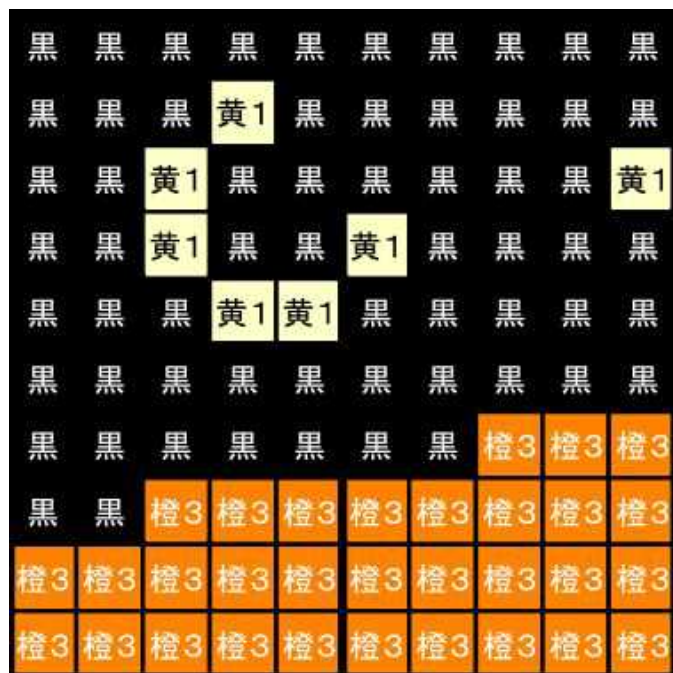 黒 黒 黒 黒 黒 黒 黒 黒 黒 黒
黒 黒 黒 黄1 黒 黒 黒 黒 黒 黒
黒 黒 黄1 黒 黒 黒 黒 黒 黒 黄1
黒 黒 黄1 黒 黒 黄1 黒 黒 黒 黒
黒 黒 黒 黄1 黄1 黒 黒 黒 黒 黒
黒 黒 黒 黒 黒 黒 黒 黒 黒 黒
黒 黒 黒 黒 黒 黒 黒 橙3 橙3 橙3
黒 黒 橙3 橙3 橙3 橙3 橙3 橙3 橙3 橙3
橙3 橙3 橙3 橙3 橙3 橙3 橙3 橙3 橙3 橙3
橙3 橙3 橙3 橙3 橙3 橙3 橙3 橙3 橙3 橙3